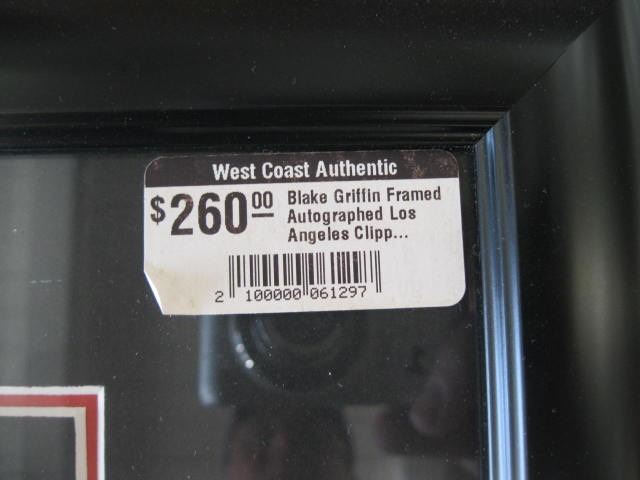 West Coast Authentic
$260 00 Blake Griffin Framed
Autographed Los
Angeles Clipp...
2 100000 061297